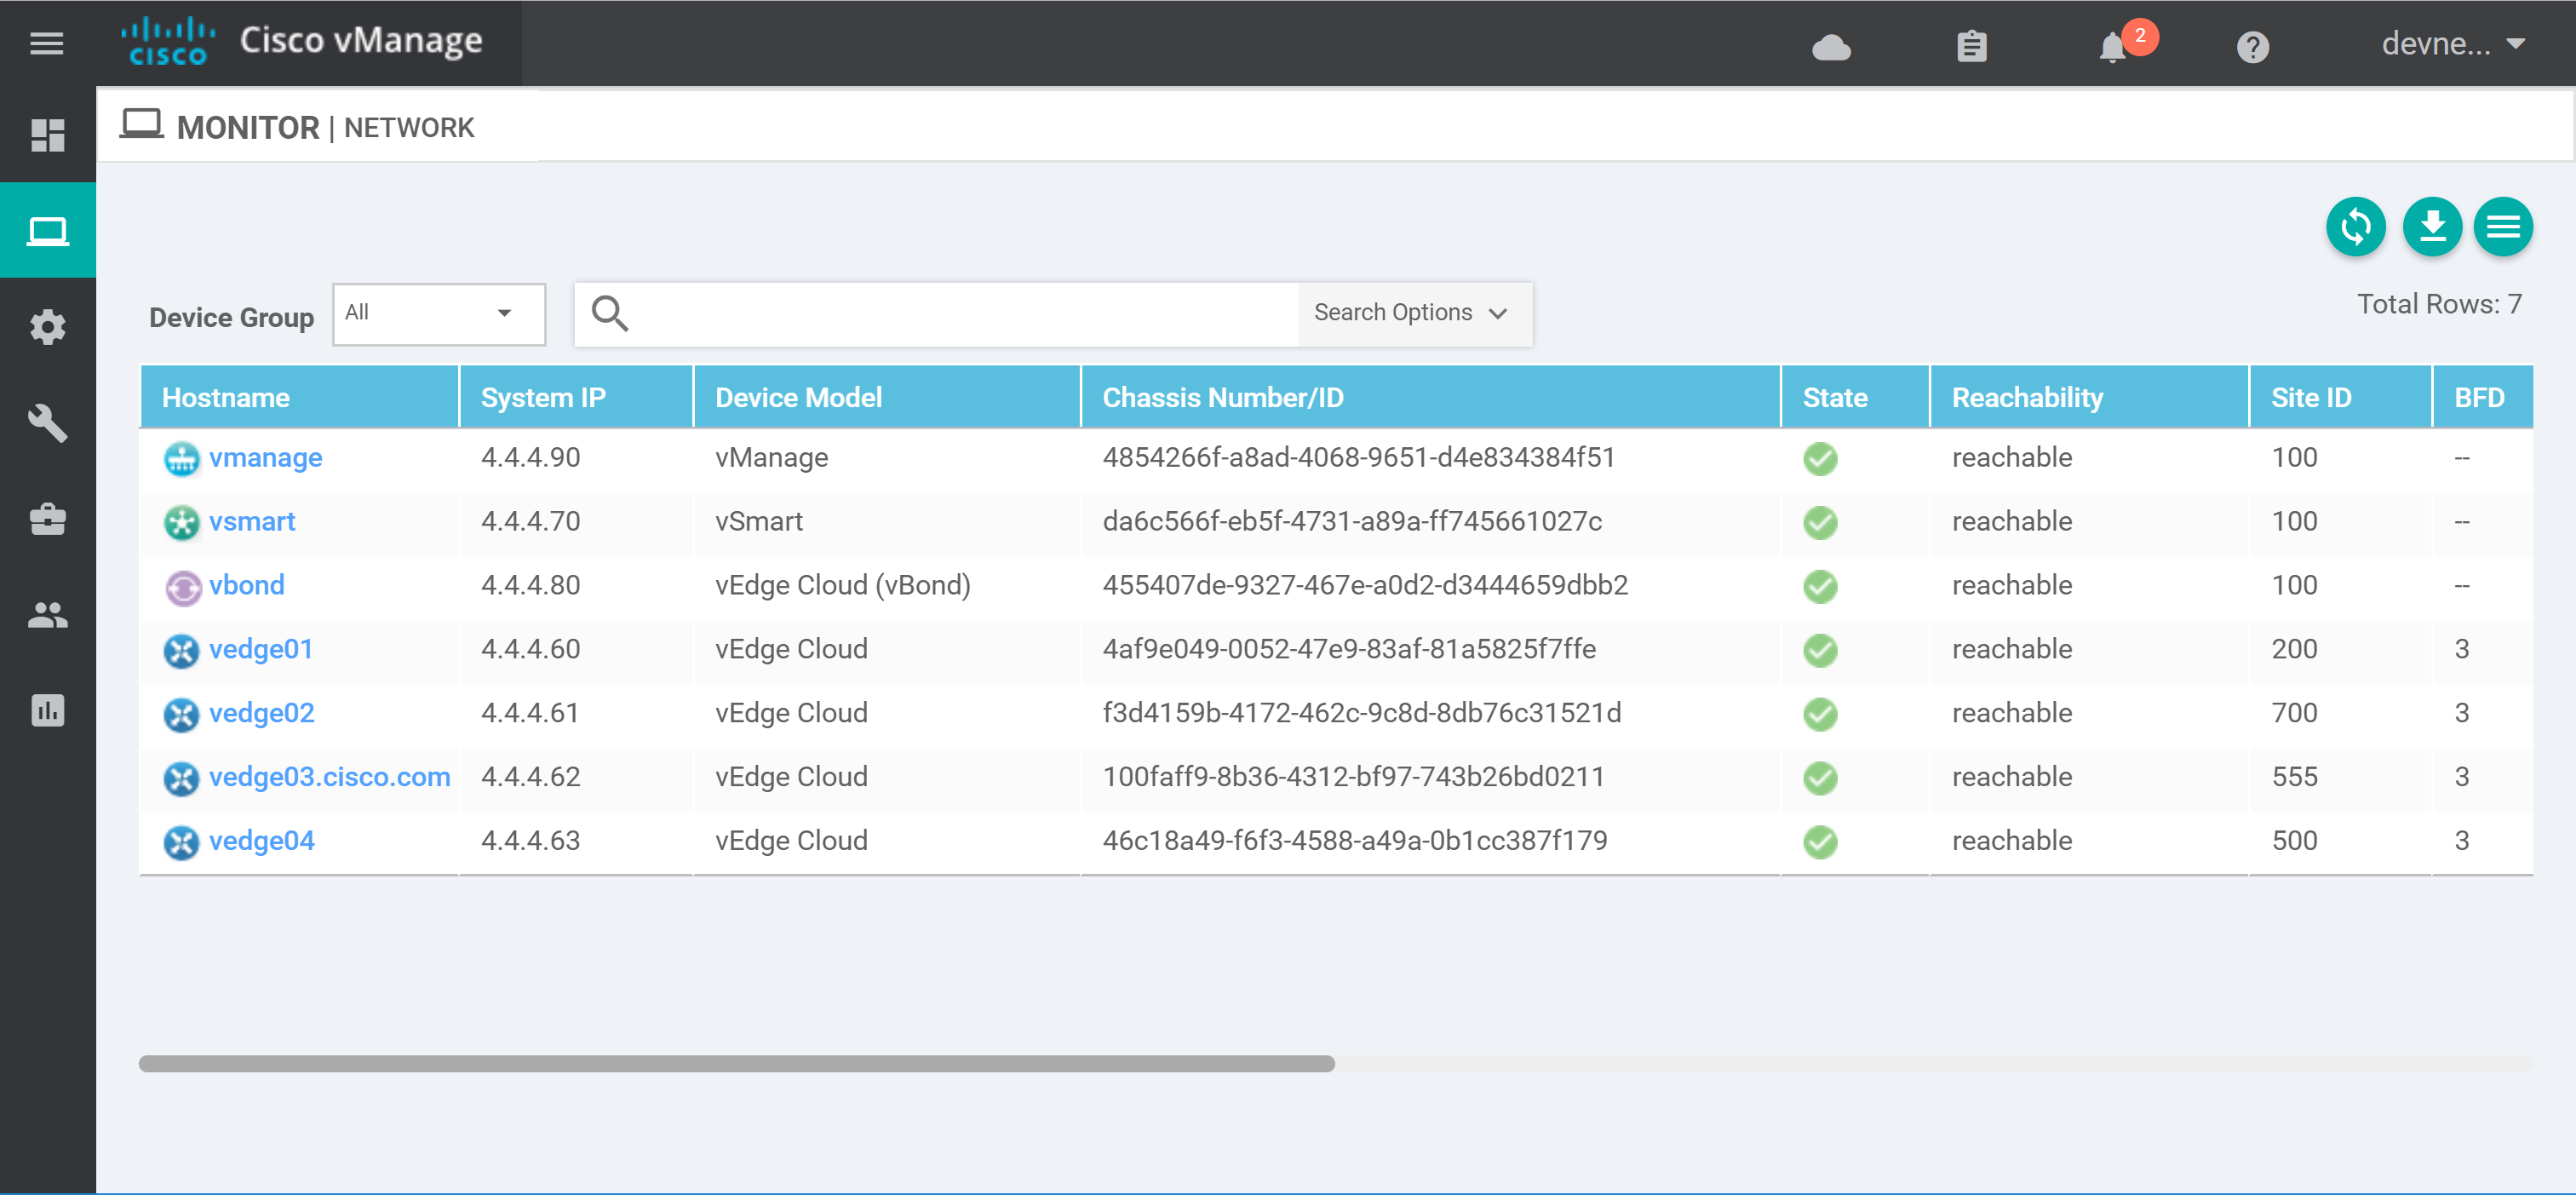 cisco Cisco vManage 2 ? devne...
MONITOR | NETWORK
Device Group All Search Options Total Rows: 7
Hostname System IP Device Model Chassis Number/ID State Reachability Site ID BFD
vmanage 4.4.4.90 vManage 4854266f-a8ad-4068-9651-d4e834384f51 reachable 100 --
vsmart 4.4.4.70 vSmart da6c566f-eb5f-4731-a89a-ff745661027c reachable 100 --
vbond 4.4.4.80 vEdge Cloud (vBond) 455407de-9327-467e-a0d2-d3444659dbb2 reachable 100 --
vedge01 4.4.4.60 vEdge Cloud 4af9e049-0052-47e9-83af-81a5825f7ffe reachable 200 3
vedge02 4.4.4.61 vEdge Cloud f3d4159b-4172-462c-9c8d-8db76c31521d reachable 700 3
vedge03.cisco.com 4.4.4.62 vEdge Cloud 100faff9-8b36-4312-bf97-743b26bd0211 reachable 555 3
vedge04 4.4.4.63 vEdge Cloud 46c18a49-f6f3-4588-a49a-0b1cc387f179 reachable 500 3